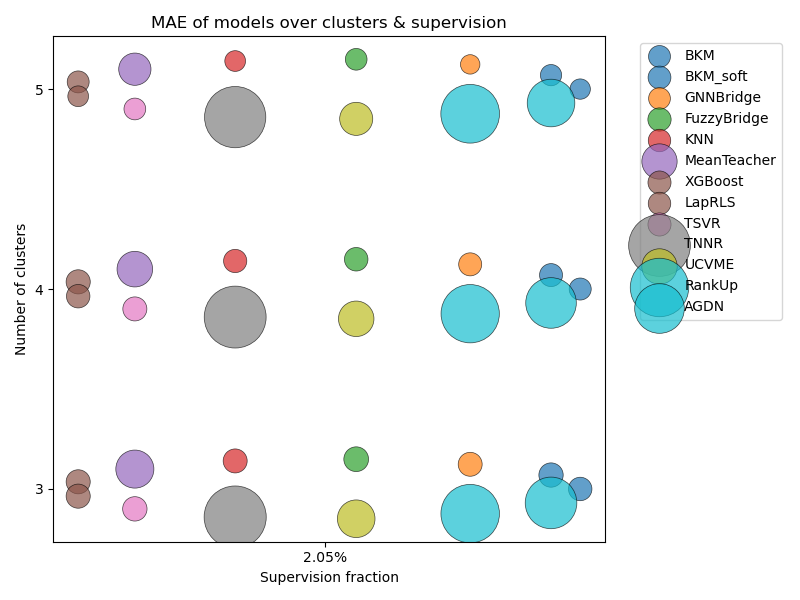 MAE of models over clusters & supervision
5
4
3
Number of clusters
2.05%
Supervision fraction
BKM
BKM_soft
GNNBridge
FuzzyBridge
KNN
MeanTeacher
XGBoost
LapRLS
TSVR
TNNR
UCVME
RankUp
AGDN